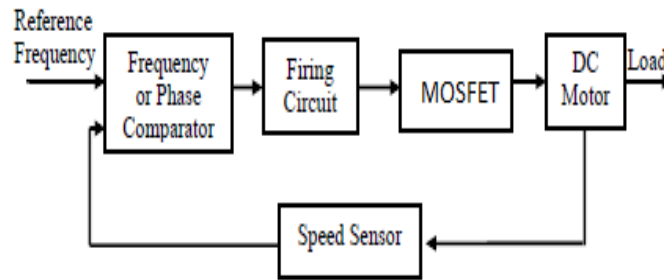 Reference
Frequency
Frequency
or Phase
Comparator
Firing
Circuit
MOSFET
DC
Motor
Load
Speed Sensor